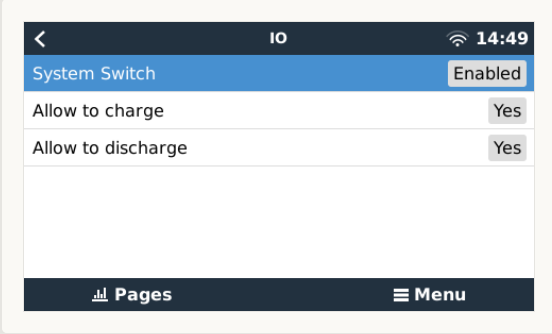 IO 14:49
System Switch Enabled
Allow to charge Yes
Allow to discharge Yes
Pages Menu